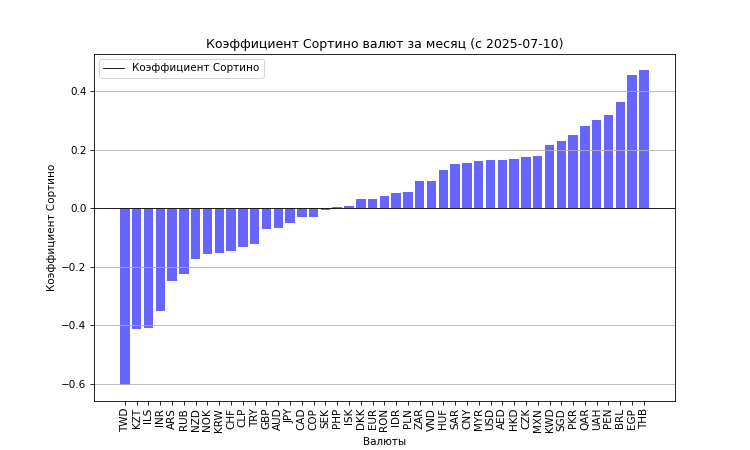 Коэффициент Сортино валют за месяц (с 2025-07-10)
Коэффициент Сортино
Коэффициент Сортино
0.4
0.2
0.0
−0.2
−0.4
−0.6
TWD KZT ILS INR ARS RUB NZD NOK KRW CHF CLP TRY GBP AUD JPY CAD COP SEK PHP ISK DKK EUR RON IDR PLN ZAR VND HUF SAR CNY MYR USD AED HKD CZK MXN KWD SGD PKR QAR UAH PEN BRL EGP THB
Валюты